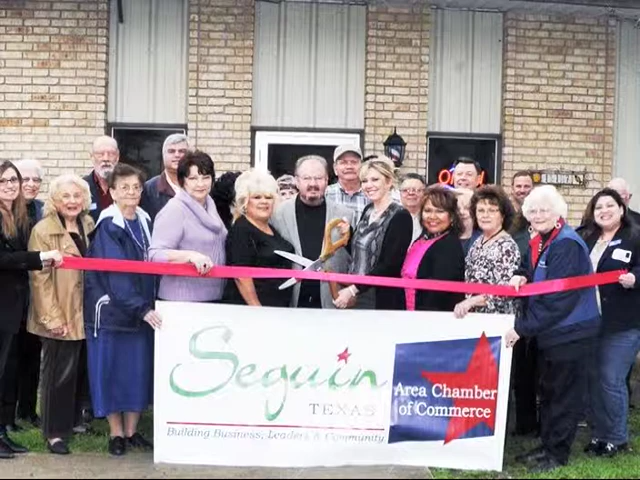 Seguin
TEXAS
Building Business, Leaders & Community
Area Chamber
of Commerce